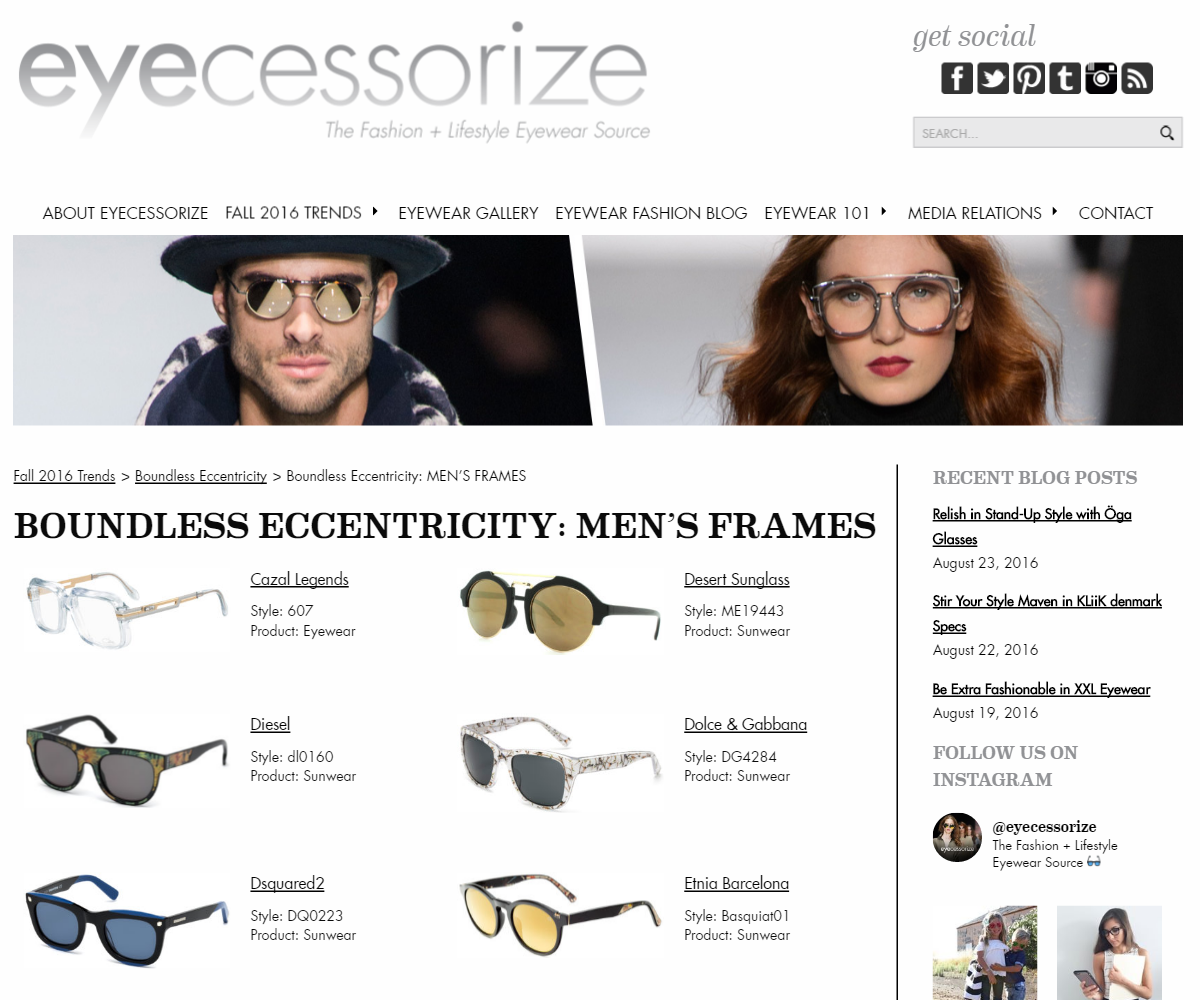 eyecessorize
The Fashion + Lifestyle Eyewear Source
get social
SEARCH...
ABOUT EYECESSORIZE FALL 2016 TRENDS EYEWEAR GALLERY EYEWEAR FASHION BLOG EYEWEAR 101 MEDIA RELATIONS CONTACT
Fall 2016 Trends > Boundless Eccentricity > Boundless Eccentricity: MEN'S FRAMES
BOUNDLESS ECCENTRICITY: MEN'S FRAMES
Cazal Legends
Style: 607
Product: Eyewear
Desert Sunglass
Style: ME19443
Product: Sunwear
Diesel
Style: dl0160
Product: Sunwear
Dolce & Gabbana
Style: DG4284
Product: Sunwear
Dsquared2
Style: DQ0223
Product: Sunwear
Etnia Barcelona
Style: Basquiat01
Product: Sunwear
RECENT BLOG POSTS
Relish in Stand-Up Style with Öga
Glasses
August 23, 2016
Stir Your Style Maven in KLiiK denmark
Specs
August 22, 2016
Be Extra Fashionable in XXL Eyewear
August 19, 2016
FOLLOW US ON
INSTAGRAM
eyecessorize
@eyecessorize
The Fashion + Lifestyle
Eyewear Source